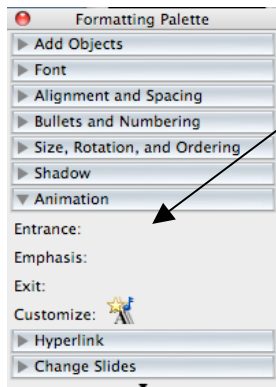 Formatting Palette
Add Objects
Font
Alignment and Spacing
Bullets and Numbering
Size, Rotation, and Ordering
Shadow
Animation
Entrance:
Emphasis:
Exit:
Customize:
Hyperlink
Change Slides